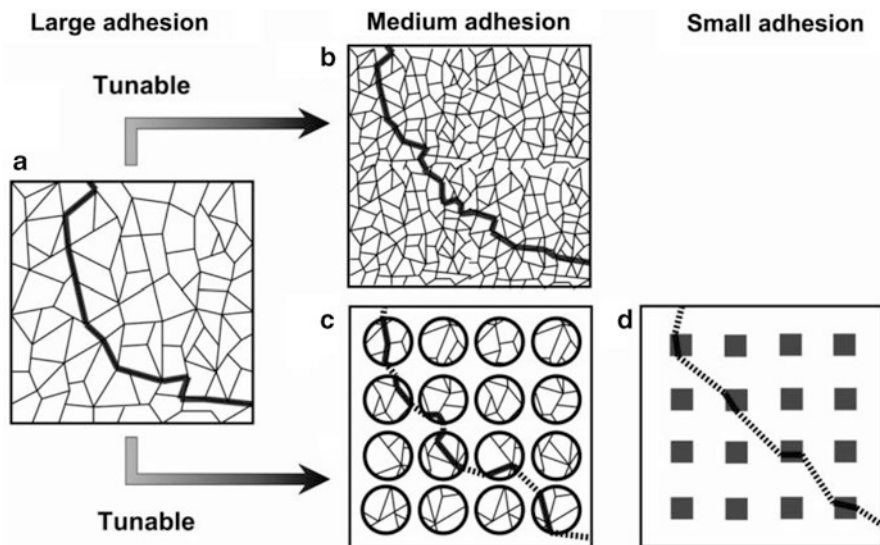 Large adhesion
Medium adhesion
Small adhesion
Tunable
a
b
c
d
Tunable